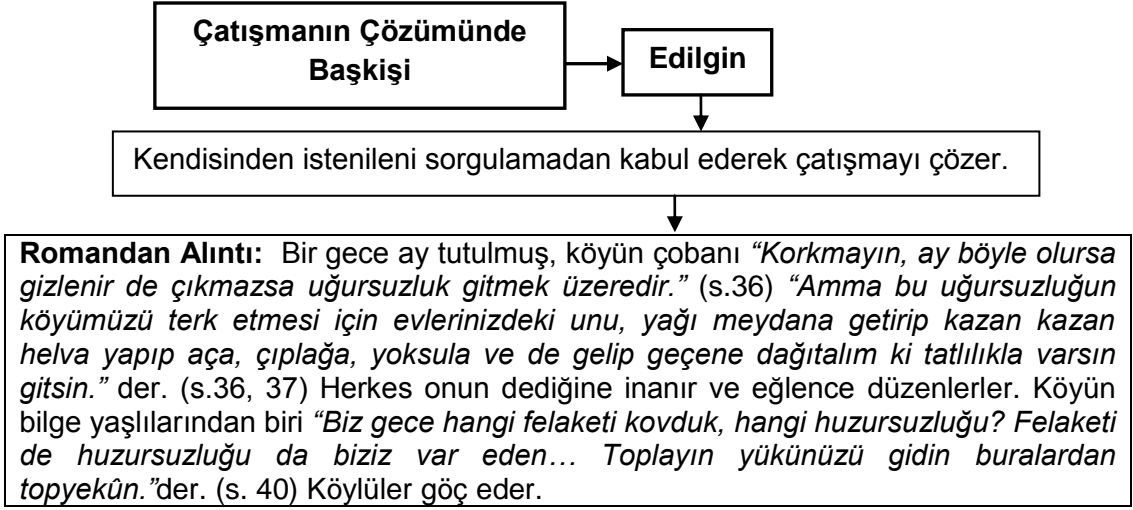 Çatışmanın Çözümünde
Başkişi
Edilgin
Kendisinden istenileni sorgulamadan kabul ederek çatışmayı çözer.
Romandan Alıntı: Bir gece ay tutulmuş, köyün çobanı “Korkmayın, ay böyle olursa
gizlenir de çıkmazsa uğursuzluk gitmek üzeredir.” (s.36) “Amma bu uğursuzluğun
köyümüzü terk etmesi için evlerinizdeki unu, yağı meydana getirip kazan kazan
helva yapıp aça, çıplağa, yoksula ve de gelip geçene dağıtalım ki tatlılıkla varsın
gitsin.” der. (s.36, 37) Herkes onun dediğine inanır ve eğlence düzenlerler. Köyün
bilge yaşlılarından biri “Biz gece hangi felaketi kovduk, hangi huzursuzluğu? Felaketi
de huzursuzluğu da biziz var eden… Toplayın yükünüzü gidin buralardan
topyekûn.”der. (s. 40) Köylüler göç eder.